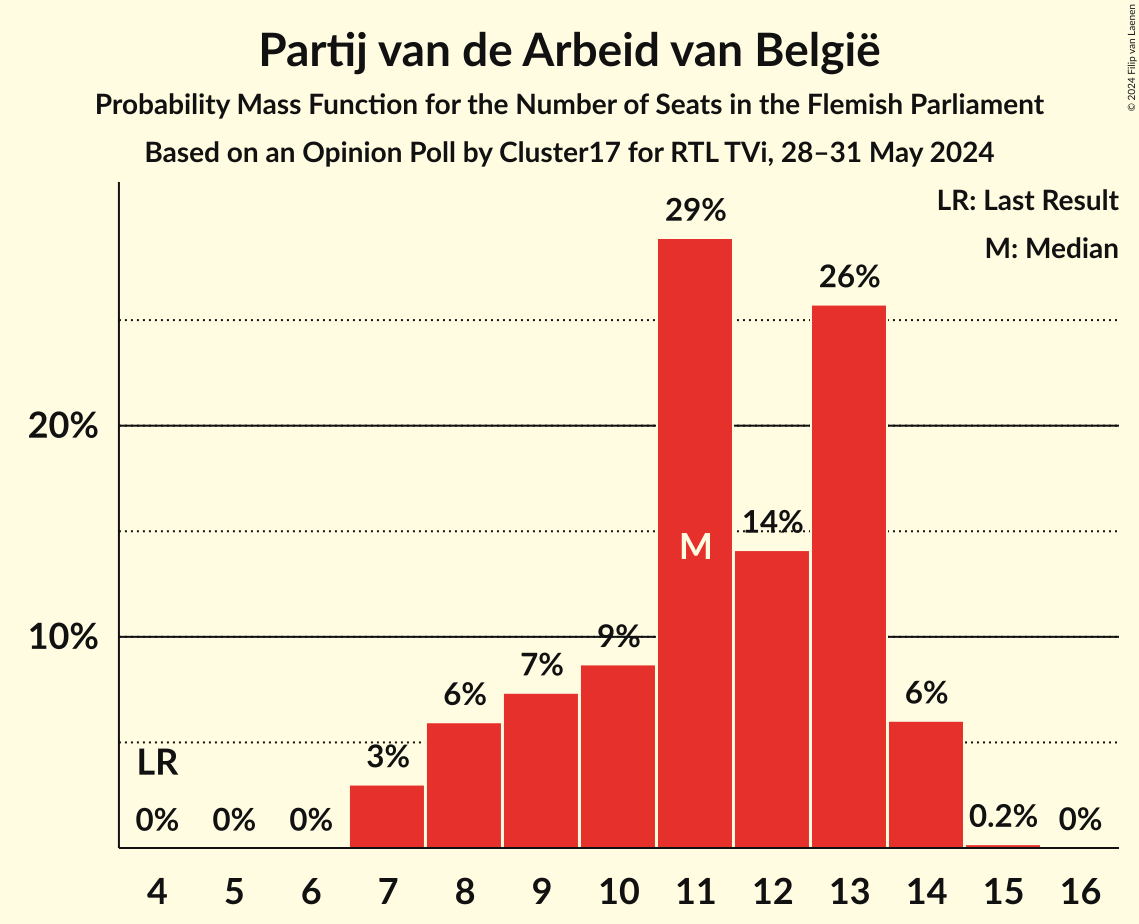 Partij van de Arbeid van België
Probability Mass Function for the Number of Seats in the Flemish Parliament
Based on an Opinion Poll by Cluster17 for RTL TVi, 28–31 May 2024
© 2024 Filip van Laenen
LR: Last Result
M: Median
29%
26%
20%
14%
M
10%
9%
7%
6%
6%
3%
LR
0%
0%
0%
0.2%
0%
4 5 6 7 8 9 10 11 12 13 14 15 16